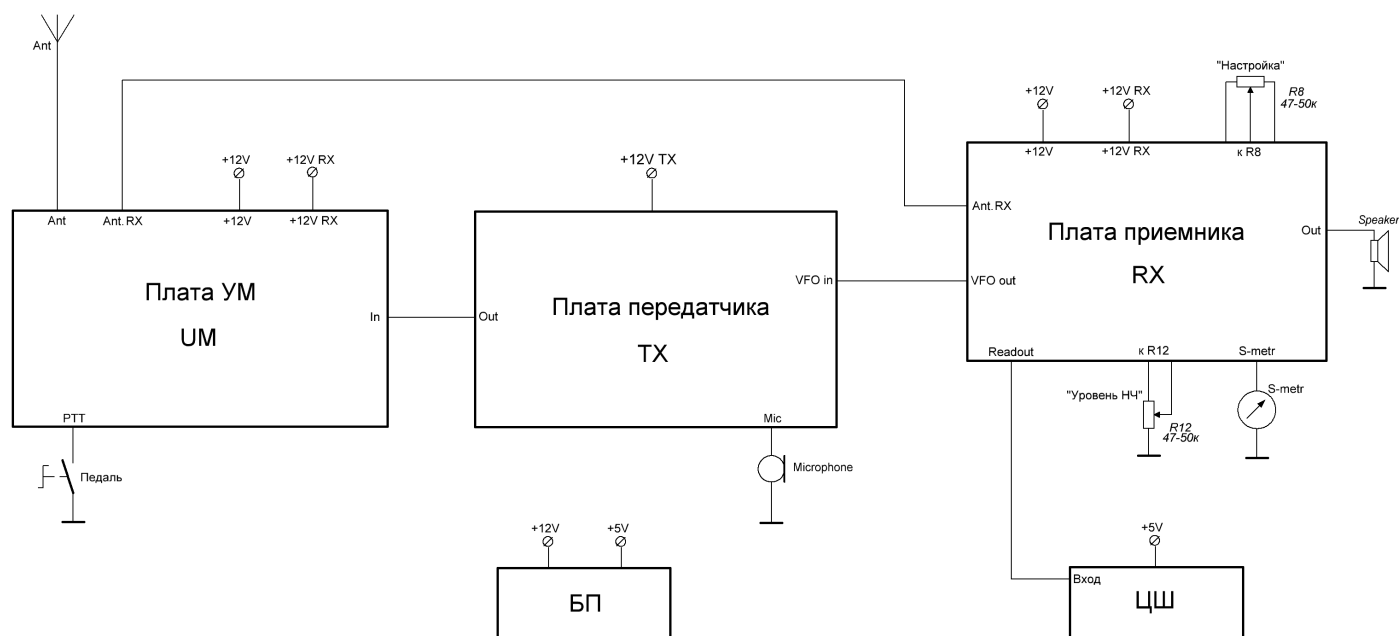 Ant
"Настройка"
R8
47-50к
+12V
+12V RX
+12V
+12V RX
+12V TX
+12V
+12V RX
к R8
Ant
Ant.RX
+12V
+12V RX
Ant.RX
Плата УМ
UM
In
Out
Плата передатчика
TX
VFO in
Плата приемника
RX
VFO out
Out
Speaker
Readout
к R12
S-metr
"Уровень НЧ"
R12
47-50к
S-metr
PTT
Педаль
Mic
Microphone
+12V
+5V
БП
+5V
Вход
ЦШ